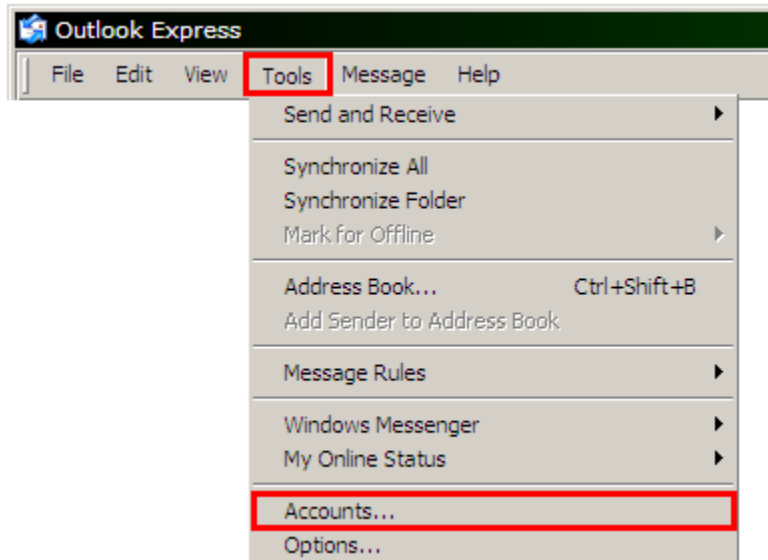 Outlook Express
File Edit View Tools Message Help
Send and Receive
Synchronize All
Synchronize Folder
Mark for Offline
Address Book... Ctrl+Shift+B
Add Sender to Address Book
Message Rules
Windows Messenger
My Online Status
Accounts...
Options...